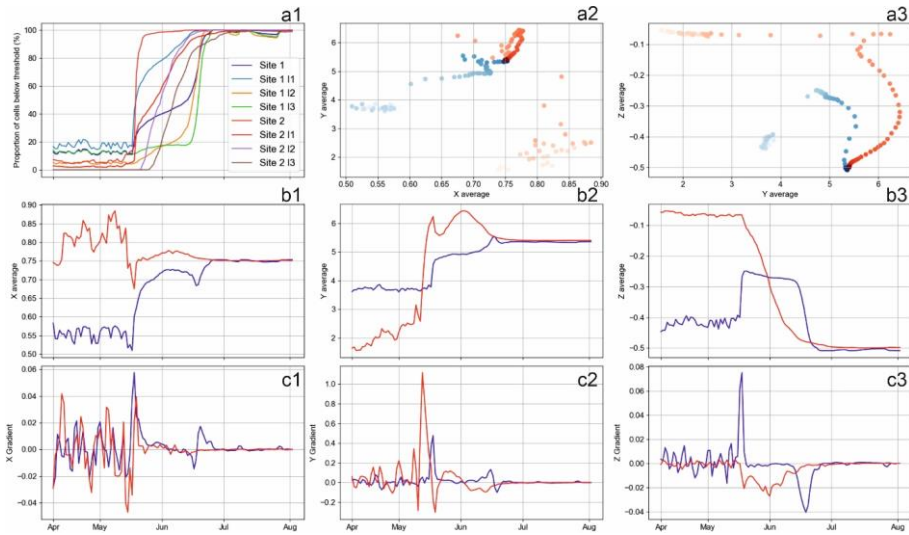 a1
Proportion of cells below threshold (%)
100
80
60
40
20
0
Site 1
Site 1 l1
Site 1 l2
Site 1 l3
Site 2
Site 2 l1
Site 2 l2
Site 2 l3
a2
Y average
6
5
4
3
2
0.50 0.55 0.60 0.65 0.70 0.75 0.80 0.85 0.90
X average
a3
Z average
-0.1
-0.2
-0.3
-0.4
-0.5
2 3 4 5 6
Y average
b1
X average
0.90
0.85
0.80
0.75
0.70
0.65
0.60
0.55
0.50
b2
Y average
6
5
4
3
2
b3
Z average
-0.1
-0.2
-0.3
-0.4
-0.5
c1
X Gradient
0.06
0.04
0.02
0.00
-0.02
-0.04
Apr May Jun Jul Aug
c2
Y Gradient
1.0
0.8
0.6
0.4
0.2
0.0
-0.2
Apr May Jun Jul Aug
c3
Z Gradient
0.08
0.06
0.04
0.02
0.00
-0.02
-0.04
Apr May Jun Jul Aug